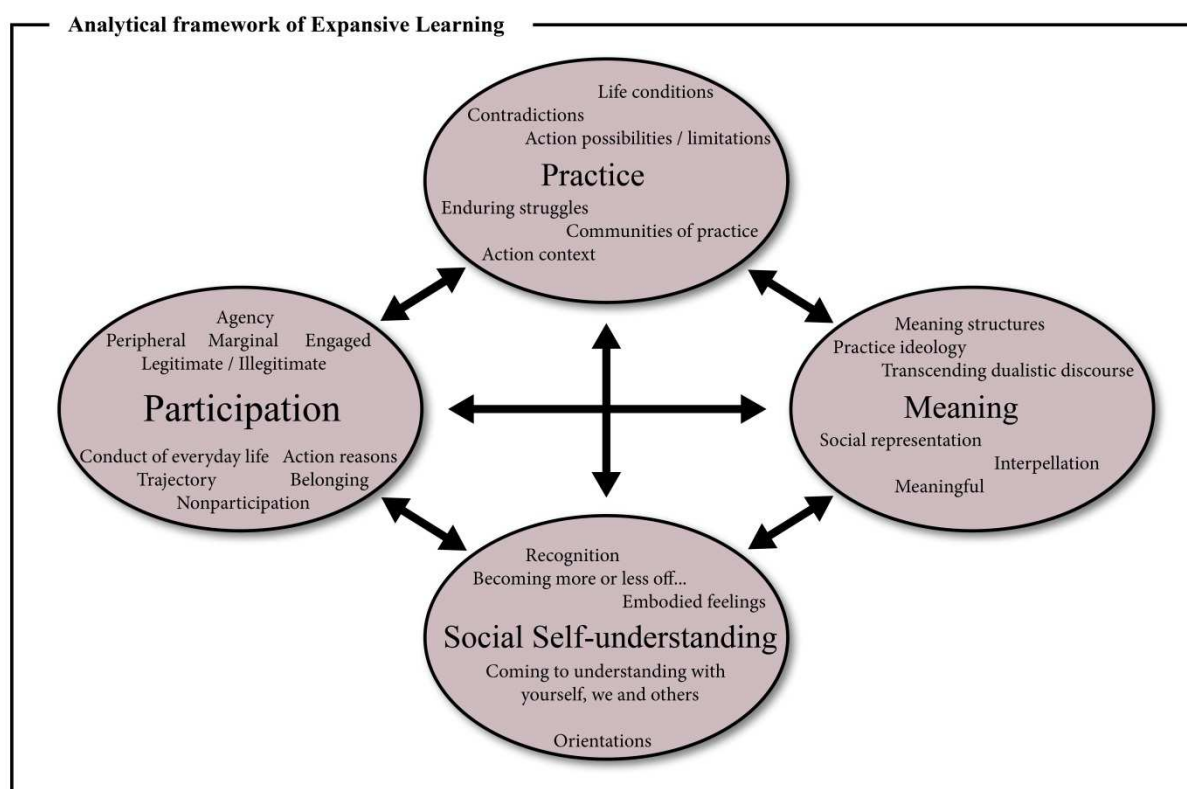 Analytical framework of Expansive Learning
Life conditions
Contradictions
Action possibilities / limitations
Practice
Enduring struggles
Communities of practice
Action context
Agency
Peripheral Marginal Engaged
Legitimate / Illegitimate
Participation
Conduct of everyday life Action reasons
Trajectory Belonging
Nonparticipation
Meaning structures
Practice ideology
Transcending dualistic discourse
Meaning
Social representation
Interpellation
Meaningful
Recognition
Becoming more or less off...
Embodied feelings
Social Self-understanding
Coming to understanding with
yourself, we and others
Orientations